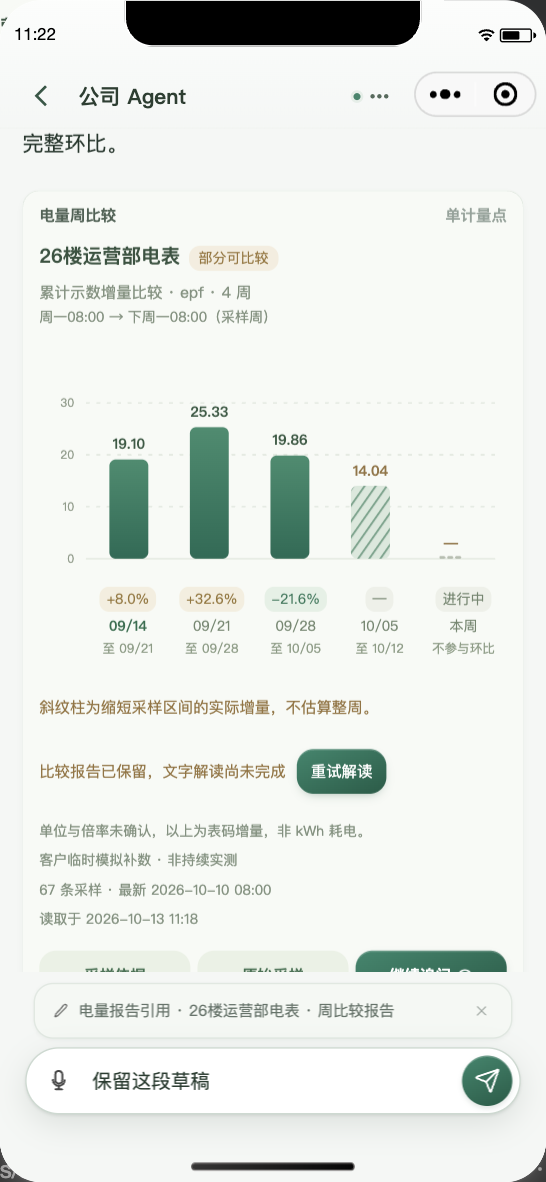 11:22
公司 Agent
完整环比。
电量周比较 单计量点
26楼运营部电表 部分可比较
累计示数增量比较 · epf · 4 周
周一08:00 → 下周一08:00（采样周）
30
25.33
20
19.10
19.86
14.04
—
10
0
+8.0% +32.6% −21.6% — 进行中
09/14 09/21 09/28 10/05 本周
至 09/21 至 09/28 至 10/05 至 10/12 不参与环比
斜纹柱为缩短采样区间的实际增量，不估算整周。
比较报告已保留，文字解读尚未完成 重试解读
单位与倍率未确认，以上为表码增量，非 kWh 耗电。
客户临时模拟补数 · 非持续实测
67 条采样 · 最新 2026-10-10 08:00
读取于 2026-10-13 11:18
电量报告引用 · 26楼运营部电表 · 周比较报告 ×
保留这段草稿